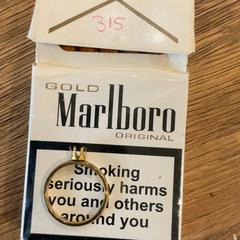 315
GOLD
Marlboro
ORIGINAL
Smoking
seriously harms
you and others
around you